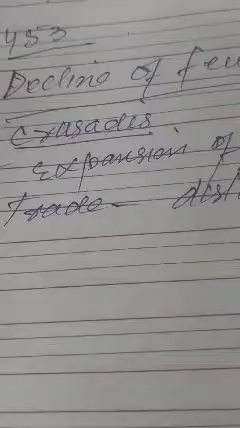 453
Decline of feu
crusades
expansion of
trade - dist